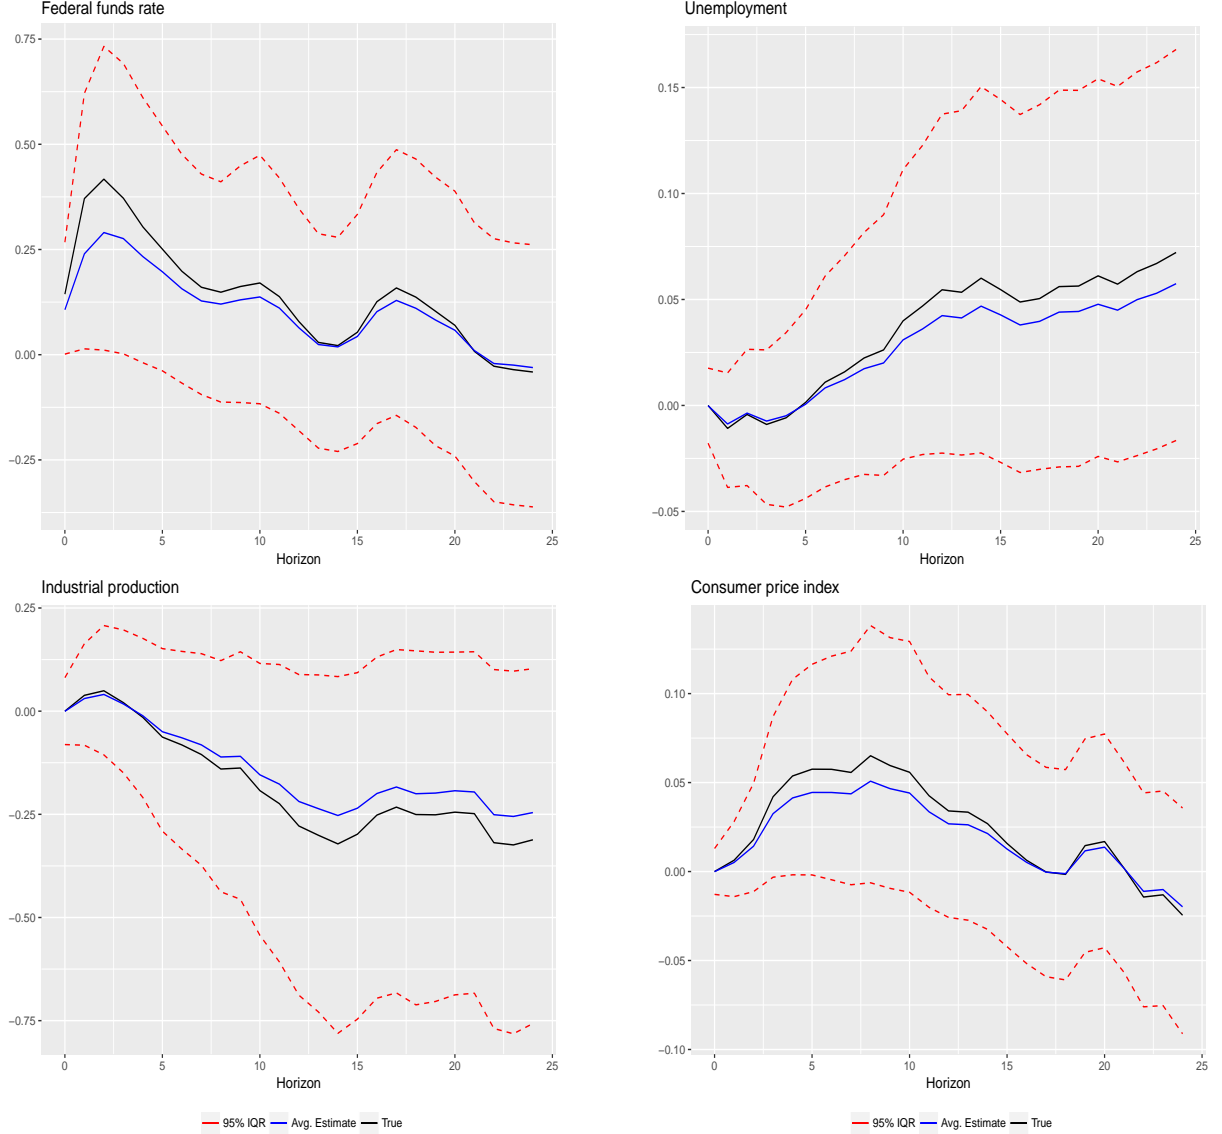 Federal funds rate
0.75
0.50
0.25
0.00
−0.25
0 5 10 15 20 25
Horizon
Unemployment
0.15
0.10
0.05
0.00
−0.05
0 5 10 15 20 25
Horizon
Industrial production
0.25
0.00
−0.25
−0.50
−0.75
0 5 10 15 20 25
Horizon
95% IQR Avg. Estimate True
Consumer price index
0.10
0.05
0.00
−0.05
−0.10
0 5 10 15 20 25
Horizon
95% IQR Avg. Estimate True